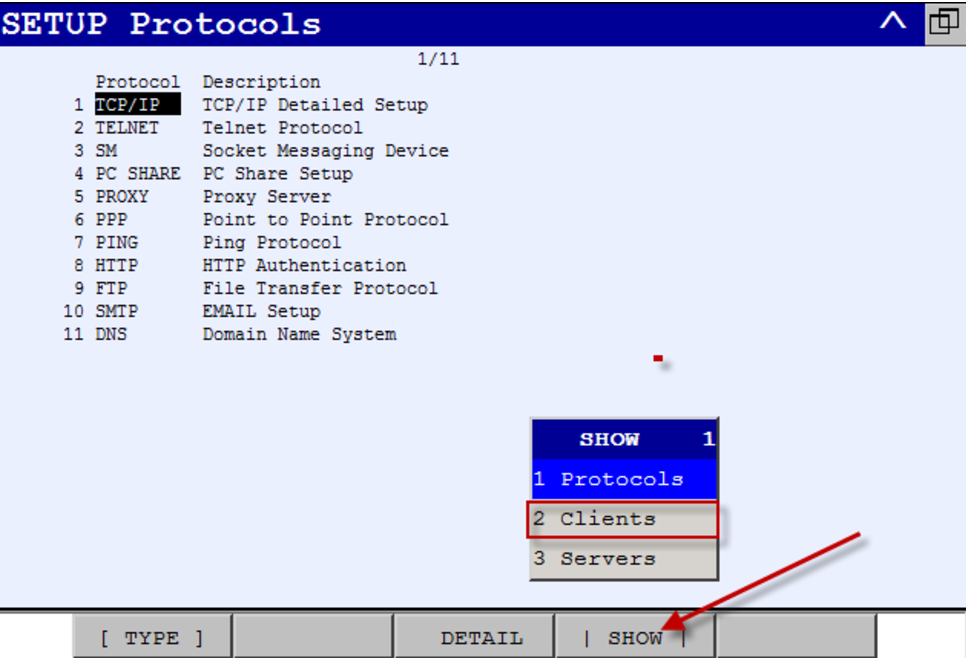 SETUP Protocols
1/11
Protocol Description
1 TCP/IP TCP/IP Detailed Setup
2 TELNET Telnet Protocol
3 SM Socket Messaging Device
4 PC SHARE PC Share Setup
5 PROXY Proxy Server
6 PPP Point to Point Protocol
7 PING Ping Protocol
8 HTTP HTTP Authentication
9 FTP File Transfer Protocol
10 SMTP EMAIL Setup
11 DNS Domain Name System
SHOW 1
1 Protocols
2 Clients
3 Servers
[ TYPE ] DETAIL | SHOW |